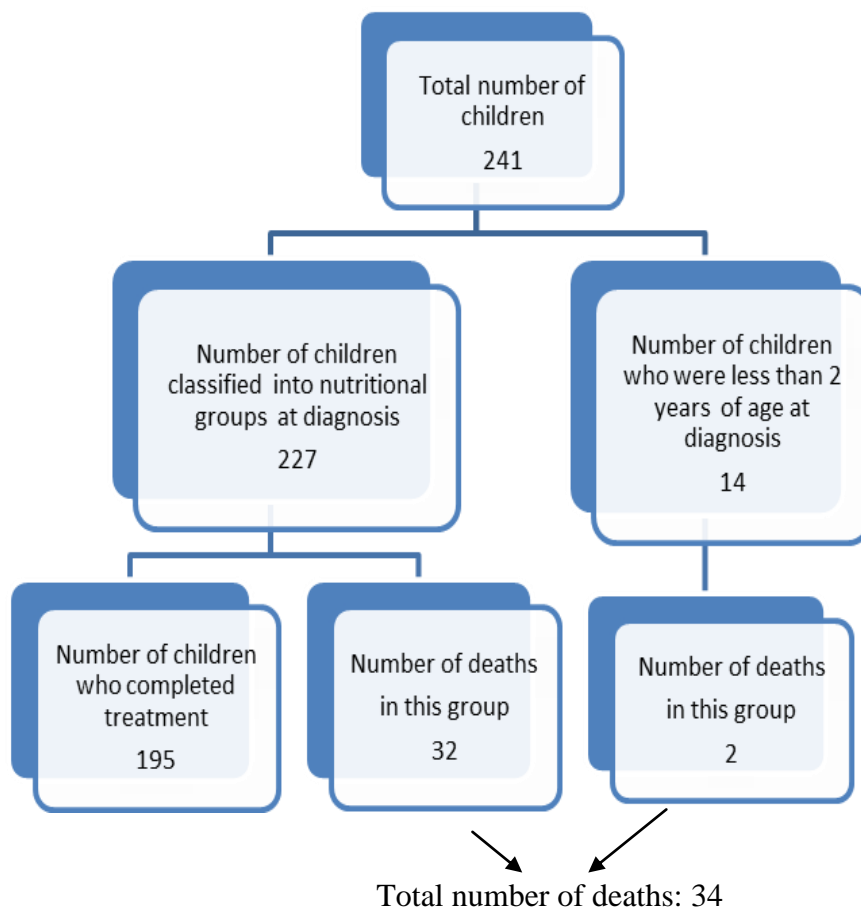 Total number of
children
241
Number of children
classified into nutritional
groups at diagnosis
227
Number of children
who were less than 2
years of age at
diagnosis
14
Number of children
who completed
treatment
195
Number of deaths
in this group
32
Number of deaths
in this group
2
Total number of deaths: 34